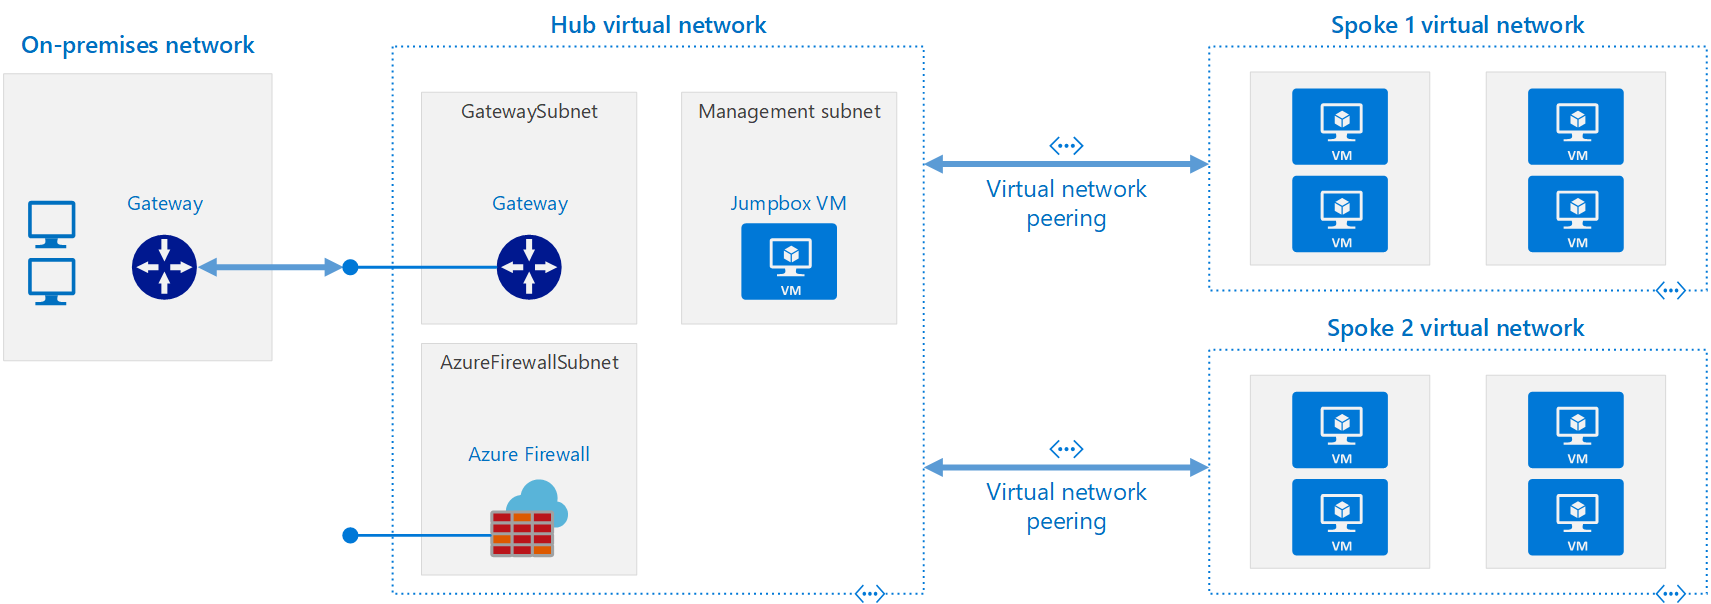 On-premises network
Gateway
Hub virtual network
GatewaySubnet
Gateway
Management subnet
Jumpbox VM
VM
AzureFirewallSubnet
Azure Firewall
Virtual network
peering
Virtual network
peering
Spoke 1 virtual network
VM
VM
VM
VM
Spoke 2 virtual network
VM
VM
VM
VM